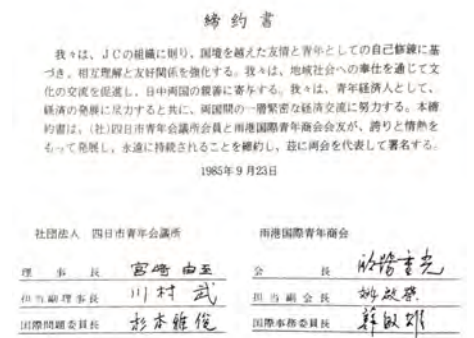 締約書
我々は、JCの組織に則り、国境を越えた友情と青年としての自己修練に基
づき、相互理解と友好関係を強化する。我々は、地域社会への奉仕を通じて文
化の交流を促進し、日中両国の親善に寄与する。我々は、青年経済人として、
経済の発展に尽力すると共に、両国間の一層緊密な経済交流に努力する。本締
約書は、(社)四日市青年会議所会員と雨港国際青年商会会友が、誇りと情熱を
もって発展し、永遠に持続されることを確約し、茲に両会を代表して署名する。
1985年9月23日
社団法人 四日市青年会議所
理事長 宮崎由至
担当副理事長 川村武
国際問題委員長 杉本雅俊
雨港国際青年商会
会長
担当副会長
国際事務委員長 敏雄